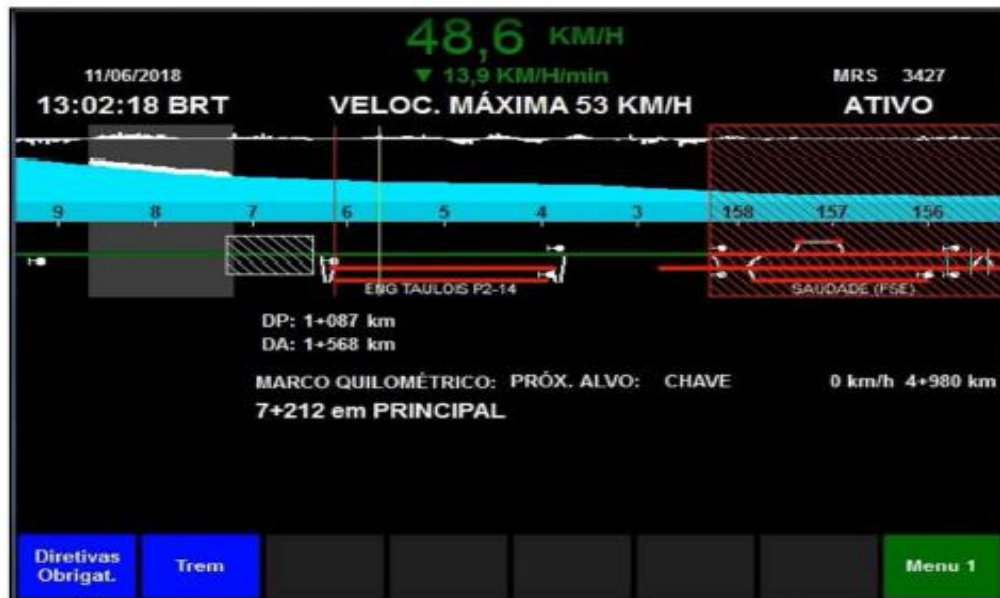 48,6 KM/H
11/06/2018
▼ 13,9 KM/H/min
MRS 3427
13:02:18 BRT
VELOC. MÁXIMA 53 KM/H
ATIVO
9 8 7 6 5 4 3 158 157 156
ENG TAULOIS P2-14
SAUDADE (FSE)
DP: 1+087 km
DA: 1+568 km
MARCO QUILOMÉTRICO: PRÓX. ALVO: CHAVE 0 km/h 4+980 km
7+212 em PRINCIPAL
Diretivas
Obrigat.
Trem
Menu 1